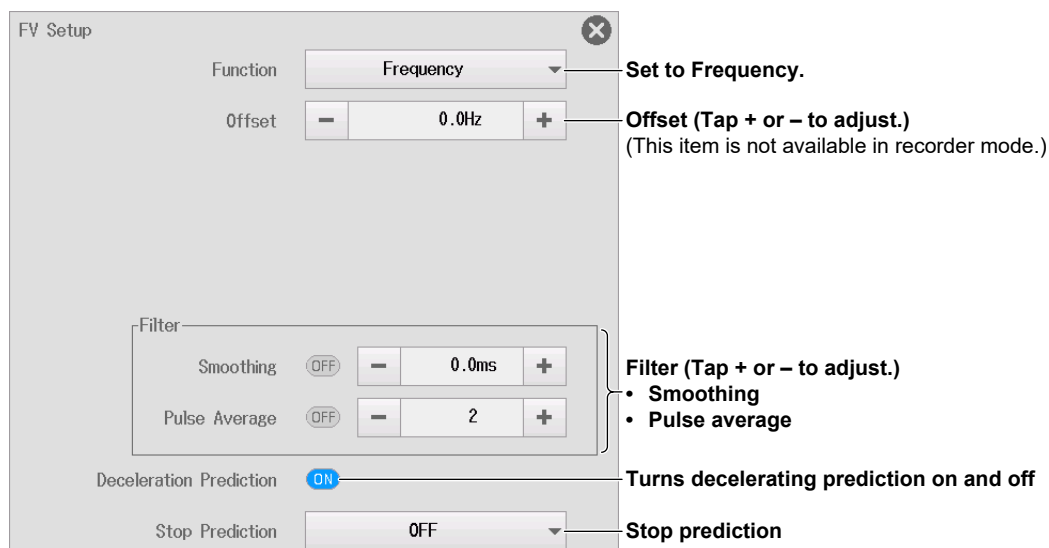 FV Setup
Function Frequency Set to Frequency.
Offset − 0.0Hz + Offset (Tap + or – to adjust.)
(This item is not available in recorder mode.)
Filter
Smoothing OFF − 0.0ms + Filter (Tap + or – to adjust.)
• Smoothing
Pulse Average OFF − 2 + • Pulse average
Deceleration Prediction ON Turns decelerating prediction on and off
Stop Prediction OFF Stop prediction